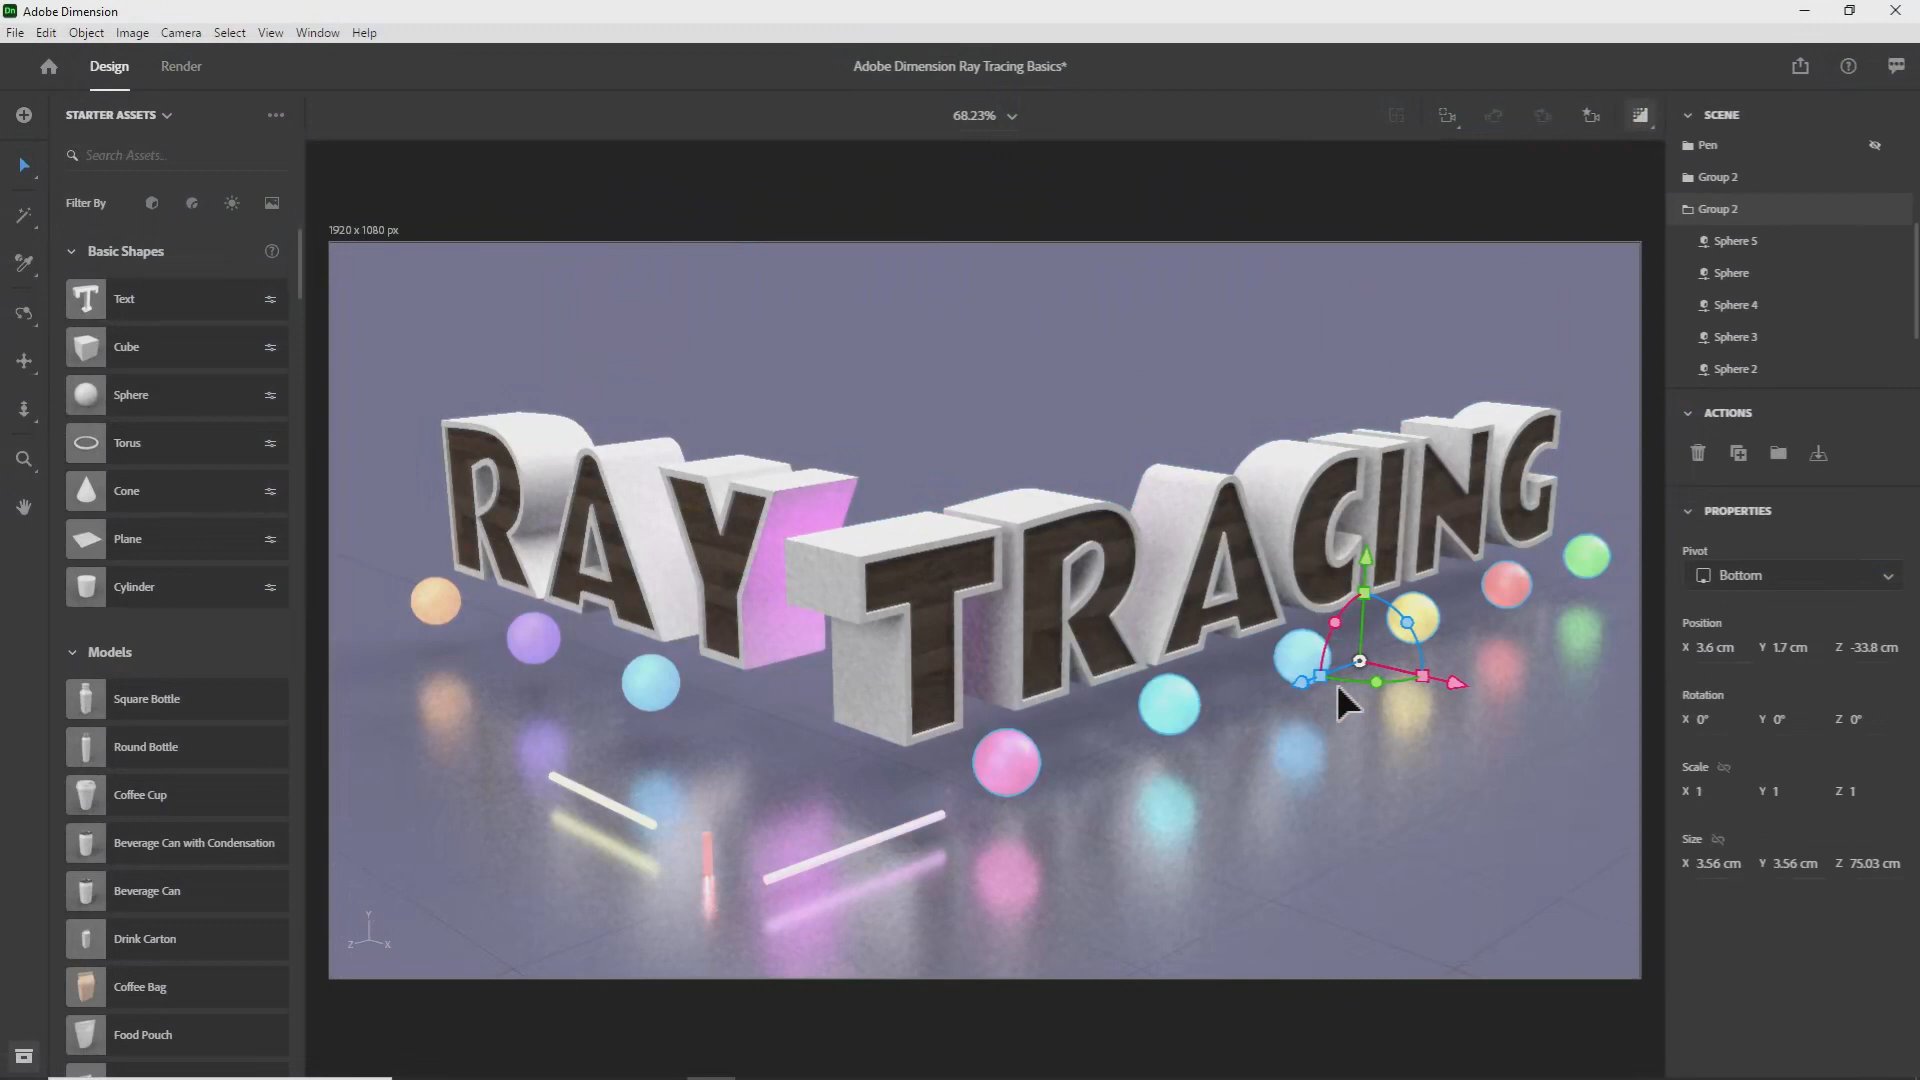 Dn Adobe Dimension
File Edit Object Image Camera Select View Window Help
Design Render Adobe Dimension Ray Tracing Basics*
STARTER ASSETS
Search Assets...
Filter By
Basic Shapes
Text
Cube
Sphere
Torus
Cone
Plane
Cylinder
Models
Square Bottle
Round Bottle
Coffee Cup
Beverage Can with Condensation
Beverage Can
Drink Carton
Coffee Bag
Food Pouch
68.23%
1920 x 1080 px
RAY TRACING
Y
Z X
SCENE
Pen
Group 2
Group 2
Sphere 5
Sphere
Sphere 4
Sphere 3
Sphere 2
ACTIONS
PROPERTIES
Pivot
Bottom
Position
X 3.6 cm Y 1.7 cm Z -33.8 cm
Rotation
X 0° Y 0° Z 0°
Scale
X 1 Y 1 Z 1
Size
X 3.56 cm Y 3.56 cm Z 75.03 cm